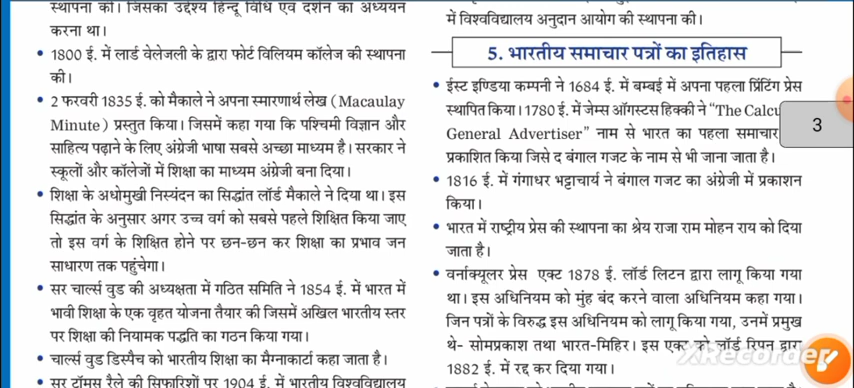 स्थापना की। जिसका उद्देश्य हिन्दू विधि एवं दर्शन का अध्ययन
करना था।
• 1800 ई. में लार्ड वेलेजली के द्वारा फोर्ट विलियम कॉलेज की स्थापना
की।
• 2 फरवरी 1835 ई. को मैकाले ने अपना स्मारणार्थ लेख (Macaulay
Minute) प्रस्तुत किया। जिसमें कहा गया कि पश्चिमी विज्ञान और
साहित्य पढ़ाने के लिए अंग्रेजी भाषा सबसे अच्छा माध्यम है। सरकार ने
स्कूलों और कॉलेजों में शिक्षा का माध्यम अंग्रेजी बना दिया।
• शिक्षा के अधोमुखी निस्यंदन का सिद्धांत लॉर्ड मैकाले ने दिया था। इस
सिद्धांत के अनुसार अगर उच्च वर्ग को सबसे पहले शिक्षित किया जाए
तो इस वर्ग के शिक्षित होने पर छन-छन कर शिक्षा का प्रभाव जन
साधारण तक पहुंचेगा।
• सर चार्ल्स वुड की अध्यक्षता में गठित समिति ने 1854 ई. में भारत में
भावी शिक्षा के एक वृहत योजना तैयार की जिसमें अखिल भारतीय स्तर
पर शिक्षा की नियामक पद्धति का गठन किया गया।
• चार्ल्स वुड डिस्पैच को भारतीय शिक्षा का मैग्नाकार्टा कहा जाता है।
• सर टॉमस रैले की सिफारिशों पर 1904 ई. में भारतीय विश्वविद्यालय
में विश्वविद्यालय अनुदान आयोग की स्थापना की।
5. भारतीय समाचार पत्रों का इतिहास
• ईस्ट इण्डिया कम्पनी ने 1684 ई. में बम्बई में अपना पहला प्रिंटिंग प्रेस
स्थापित किया। 1780 ई. में जेम्स ऑगस्टस हिक्की ने "The Calcu
General Advertiser" नाम से भारत का पहला समाचार
प्रकाशित किया जिसे द बंगाल गजट के नाम से भी जाना जाता है।
• 1816 ई. में गंगाधर भट्टाचार्य ने बंगाल गजट का अंग्रेजी में प्रकाशन
किया।
• भारत में राष्ट्रीय प्रेस की स्थापना का श्रेय राजा राम मोहन राय को दिया
जाता है।
• वर्नाक्यूलर प्रेस एक्ट 1878 ई. लॉर्ड लिटन द्वारा लागू किया गया
था। इस अधिनियम को मुंह बंद करने वाला अधिनियम कहा गया।
जिन पत्रों के विरुद्ध इस अधिनियम को लागू किया गया, उनमें प्रमुख
थे- सोमप्रकाश तथा भारत-मिहिर। इस एक्ट को लॉर्ड रिपन द्वारा
1882 ई. में रद्द कर दिया गया।
3
XRecorder